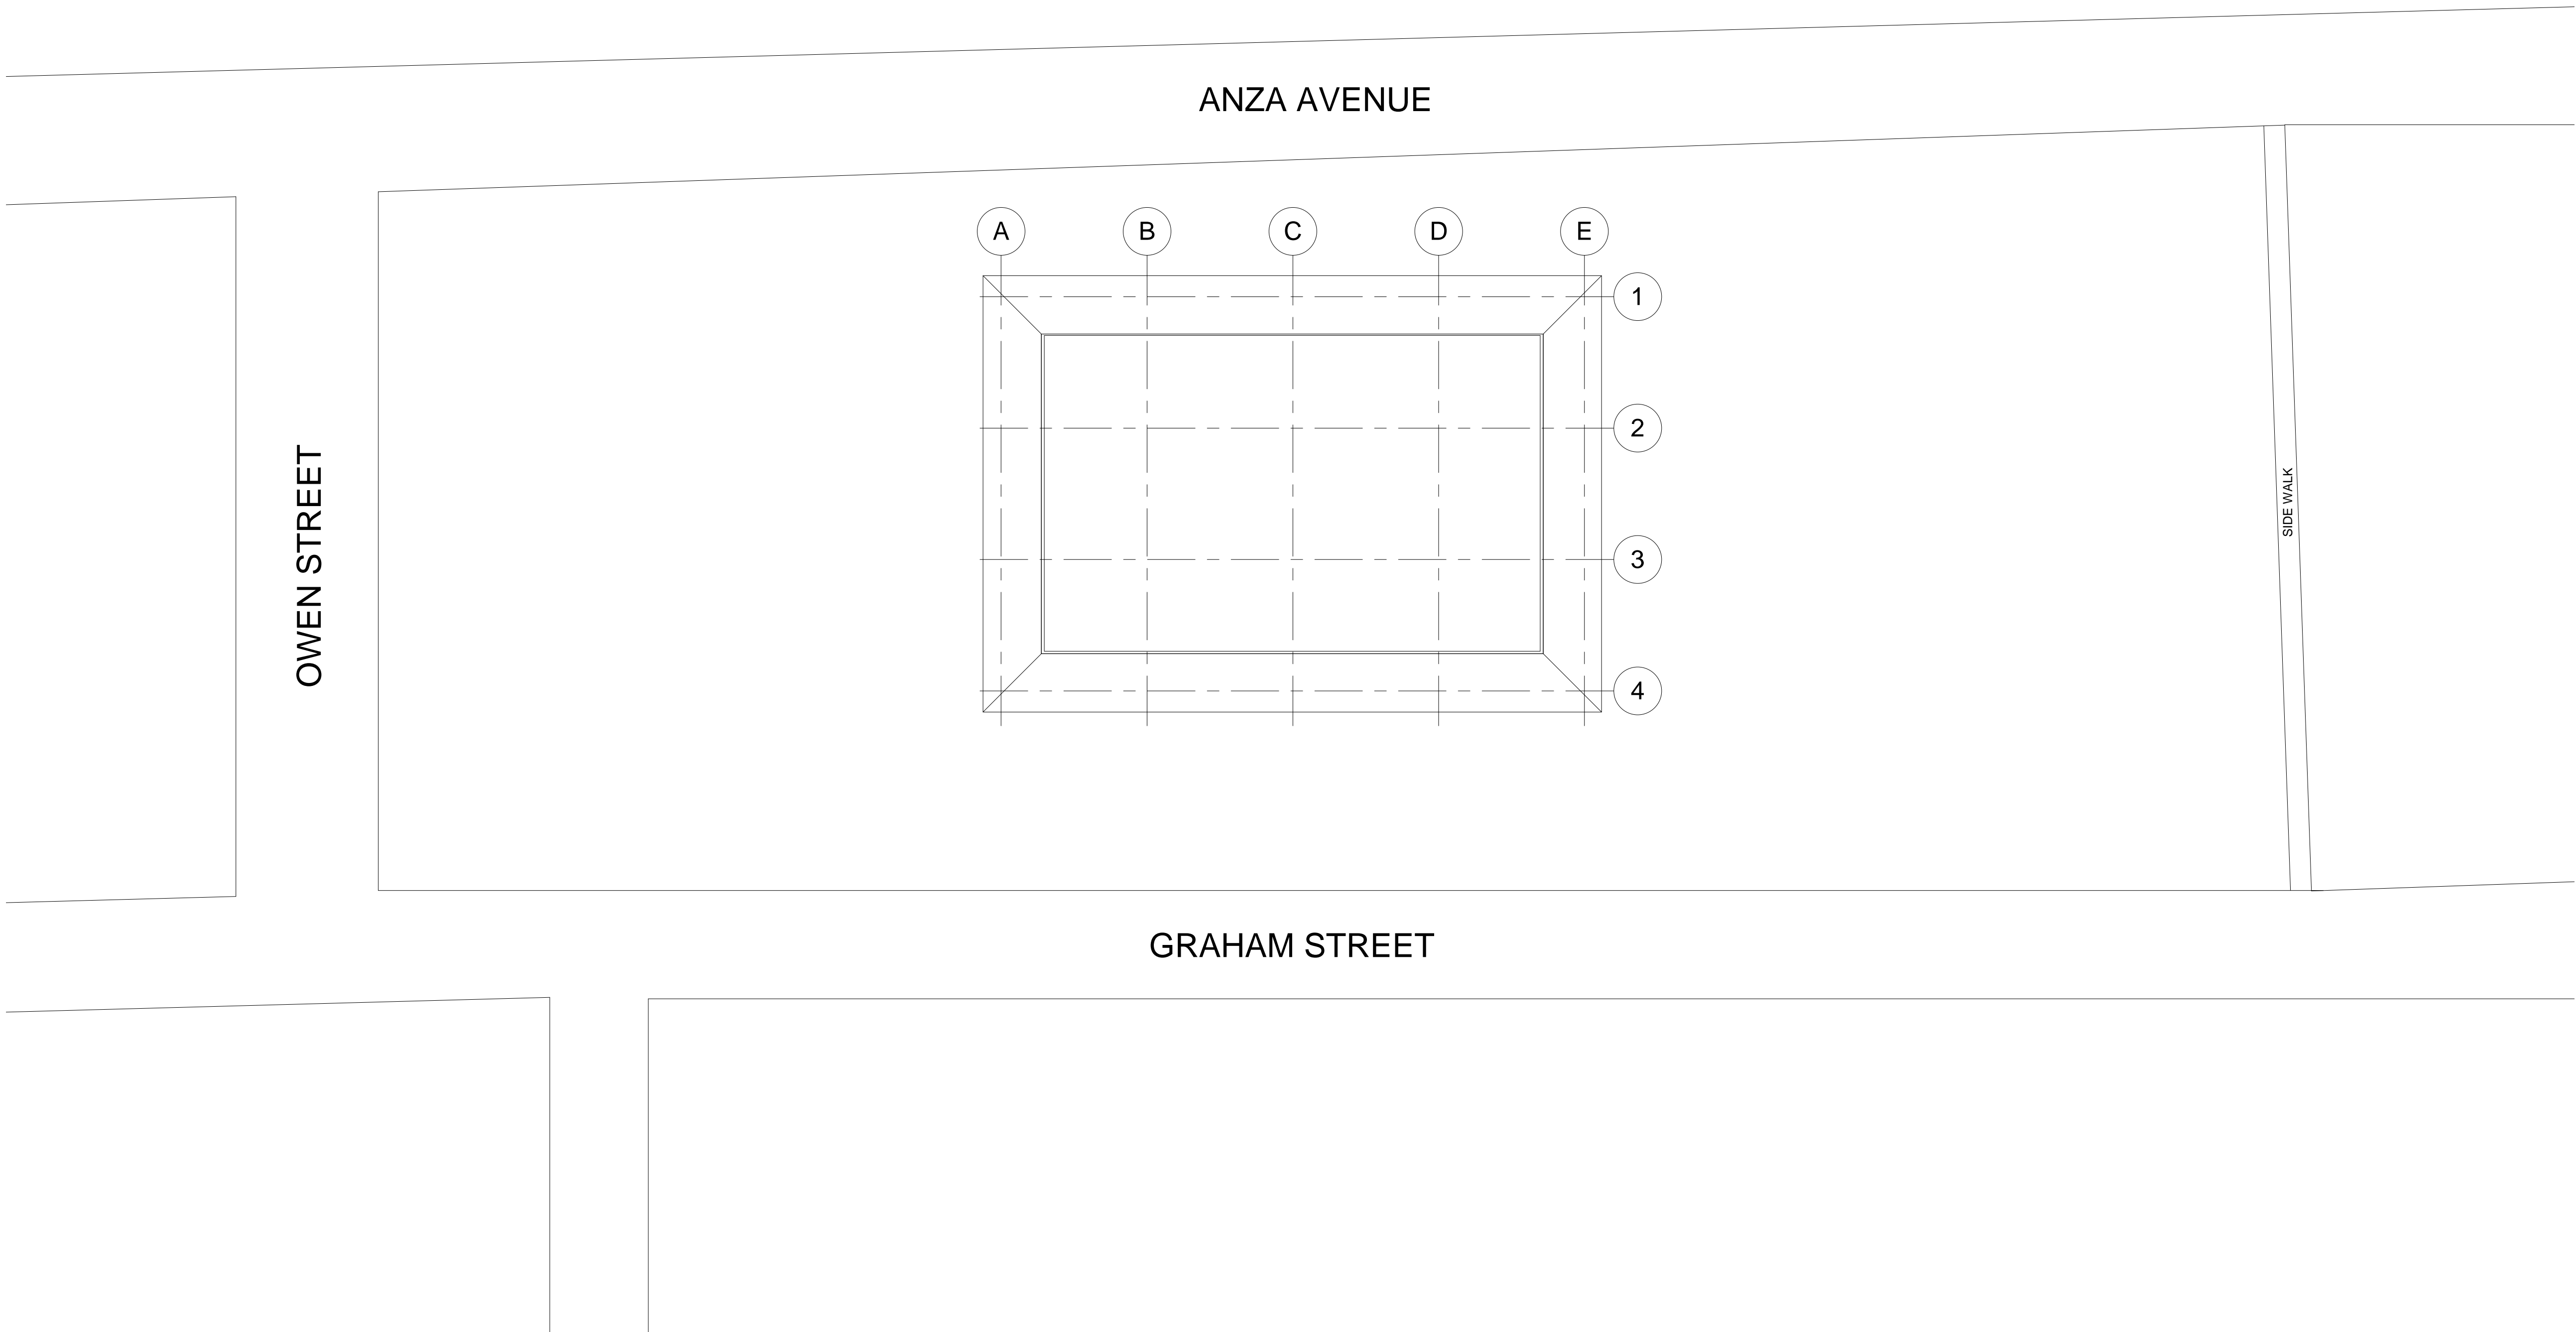 ANZA AVENUE
A B C D E
1
2
OWEN STREET
SIDE WALK
3
4
GRAHAM STREET